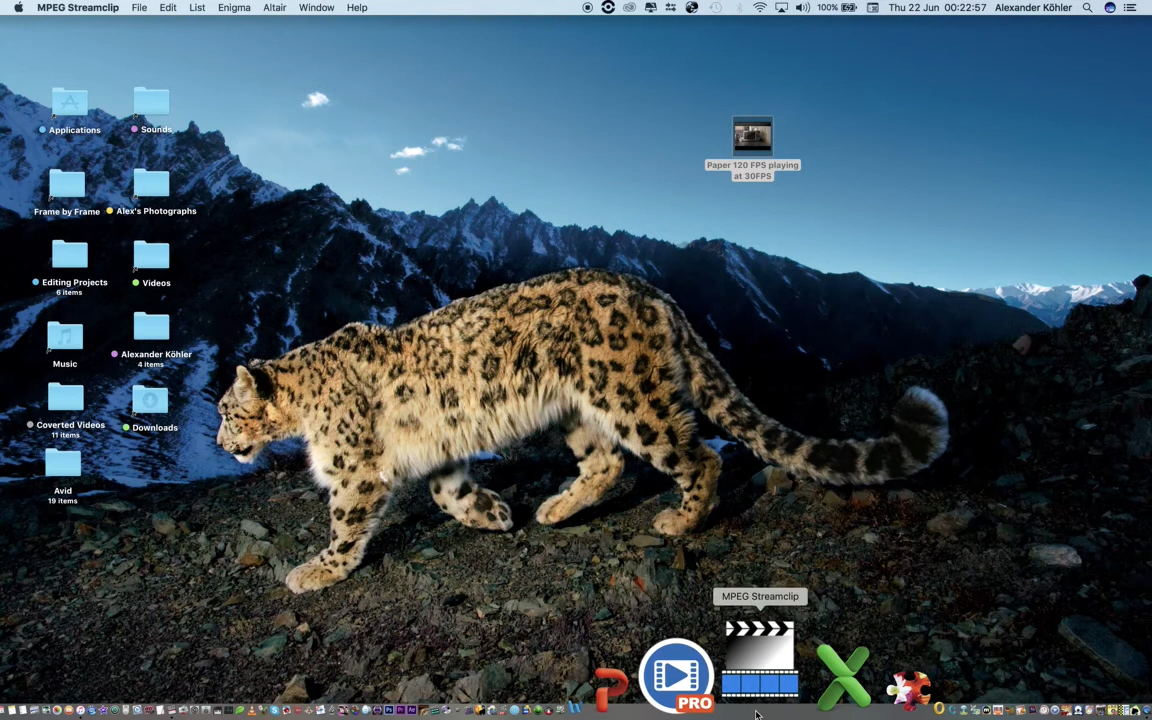 MPEG Streamclip File Edit List Enigma Altair Window Help 100% Thu 22 Jun 00:22:57 Alexander Köhler
Applications
Sounds
Paper 120 FPS playing
at 30FPS
Frame by Frame
Alex's Photographs
Editing Projects
6 items
Videos
Music
Alexander Köhler
4 items
Coverted Videos
11 items
Downloads
Avid
19 items
MPEG Streamclip
PRO